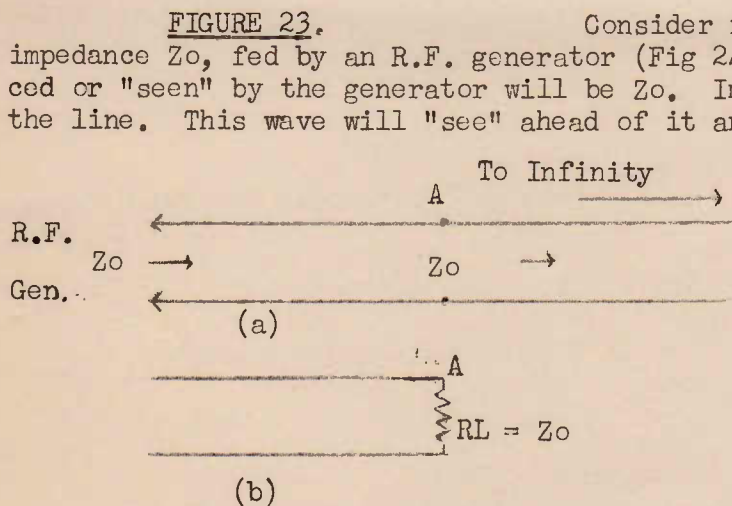 FIGURE 23. Consider
impedance Zo, fed by an R.F. generator (Fig
ced or "seen" by the generator will be Zo.
the line. This wave will "see" ahead of it
To Infinity
A
R.F.
Zo Zo
Gen.
(a)
A
RL = Zo
(b)